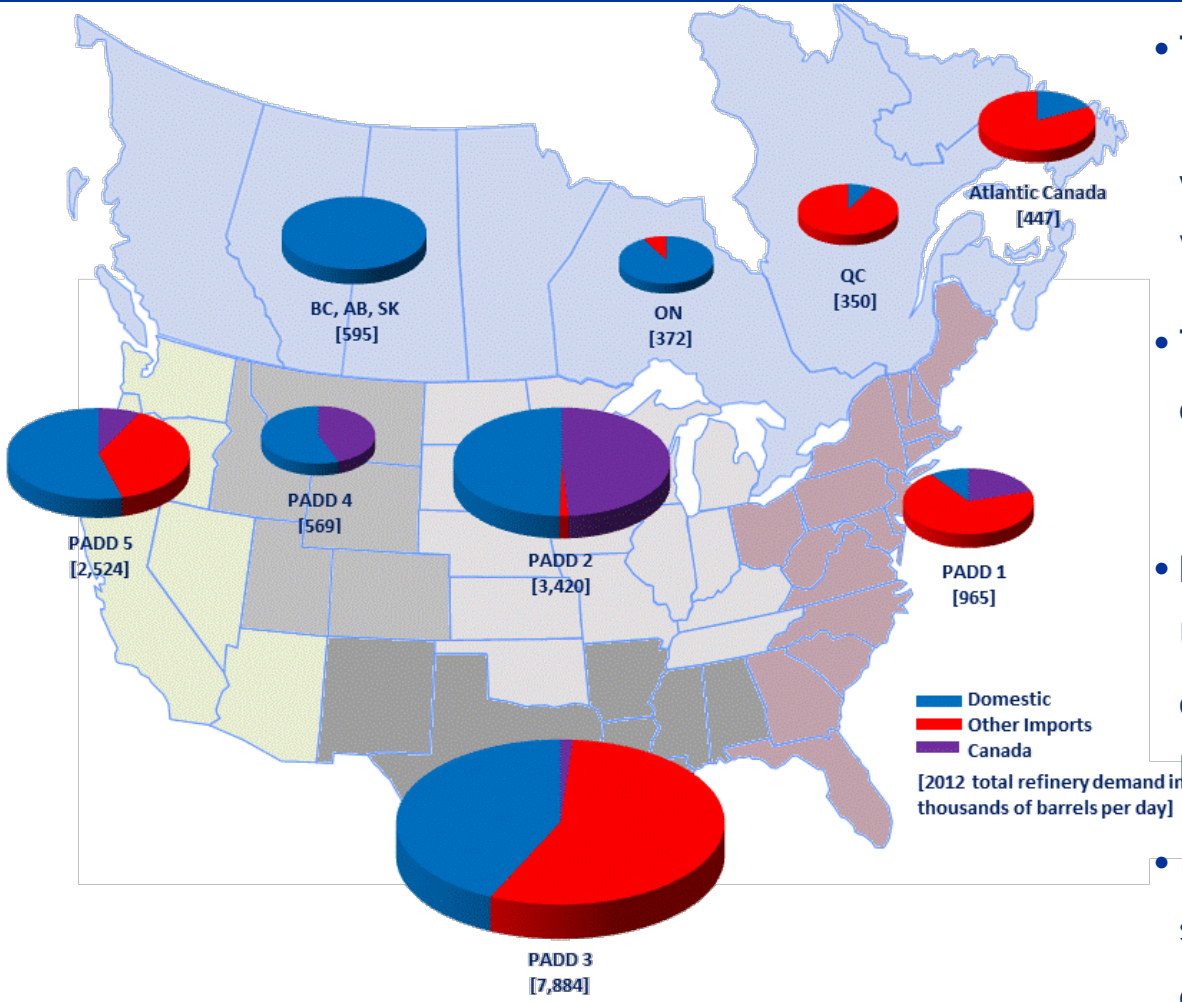 Atlantic Canada
[447]
QC
[350]
BC, AB, SK
[595]
ON
[372]
PADD 5
[2,524]
PADD 4
[569]
PADD 2
[3,420]
PADD 1
[965]
Domestic
Other Imports
Canada
[2012 total refinery demand in
thousands of barrels per day]
PADD 3
[7,884]